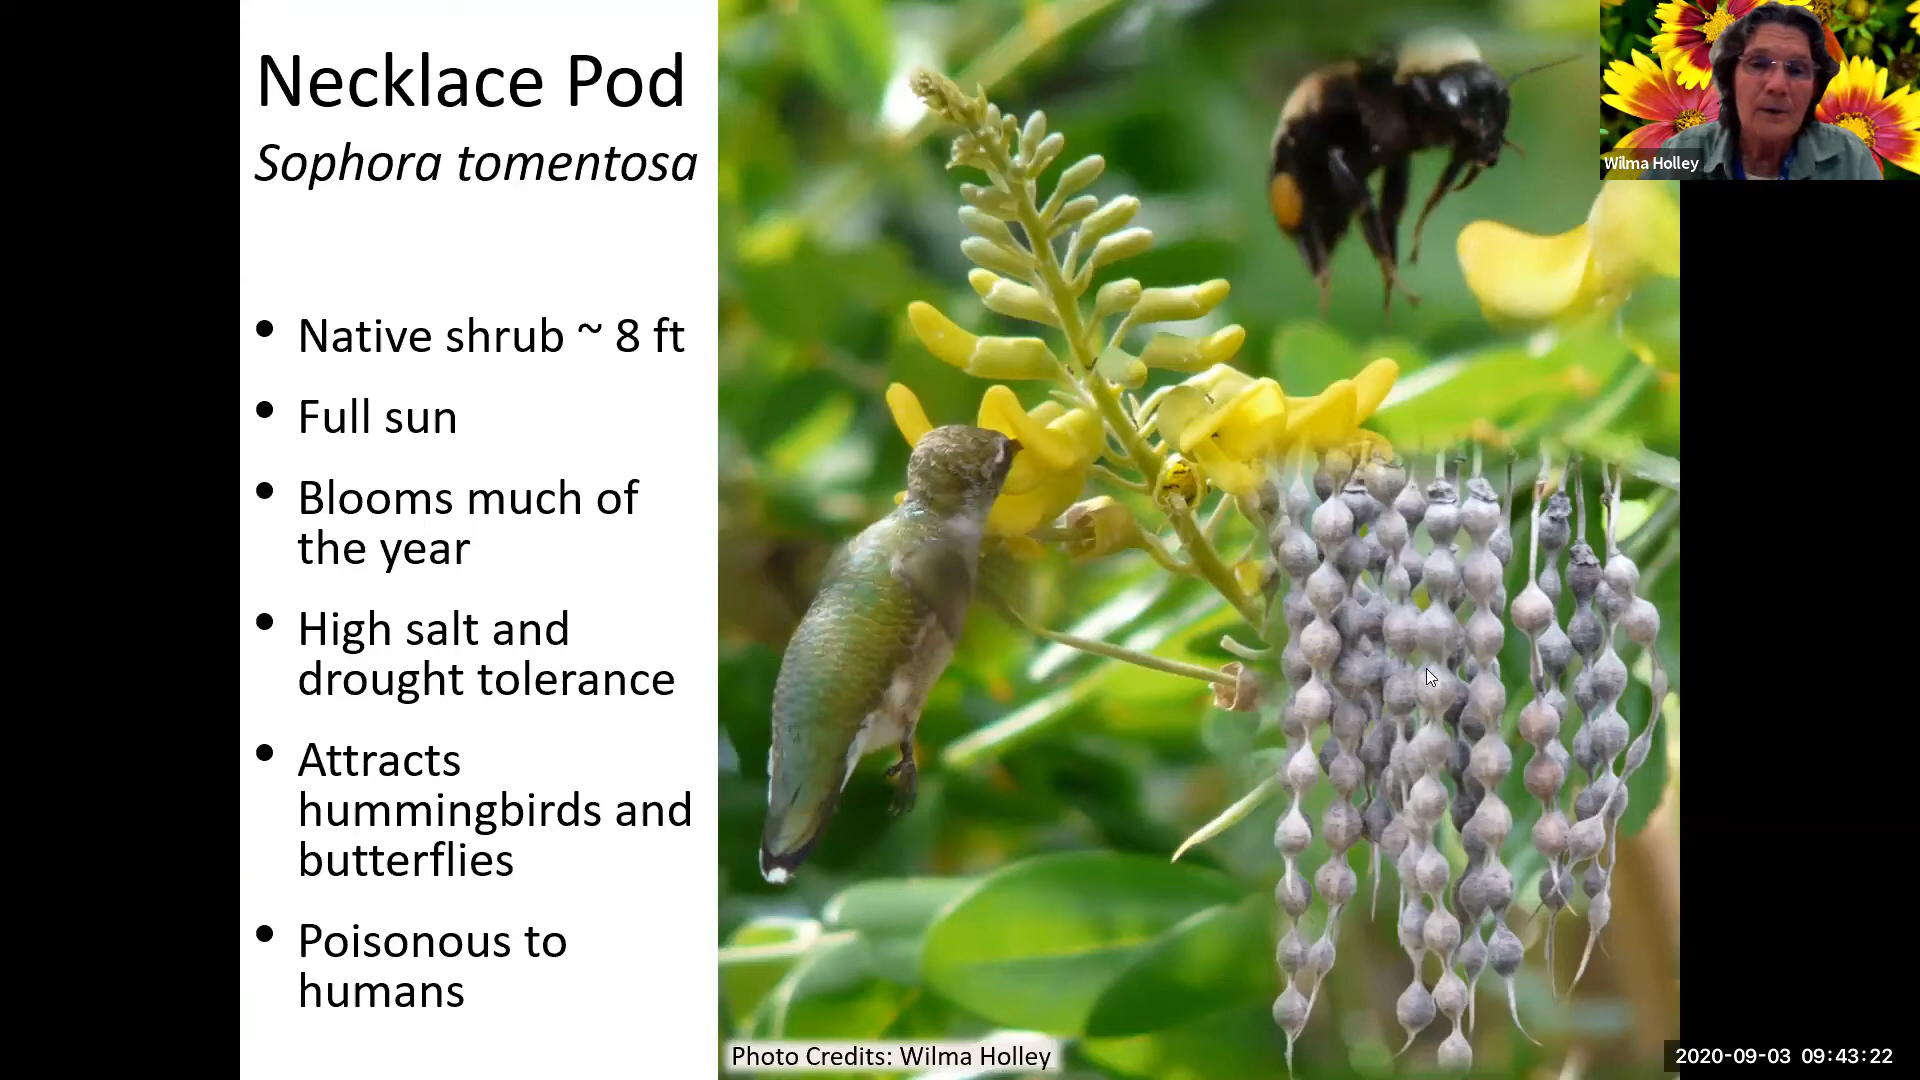 Necklace Pod
Sophora tomentosa
• Native shrub ~ 8 ft
• Full sun
• Blooms much of
the year
• High salt and
drought tolerance
• Attracts
hummingbirds and
butterflies
• Poisonous to
humans
Photo Credits: Wilma Holley
Wilma Holley
2020-09-03 09:43:22